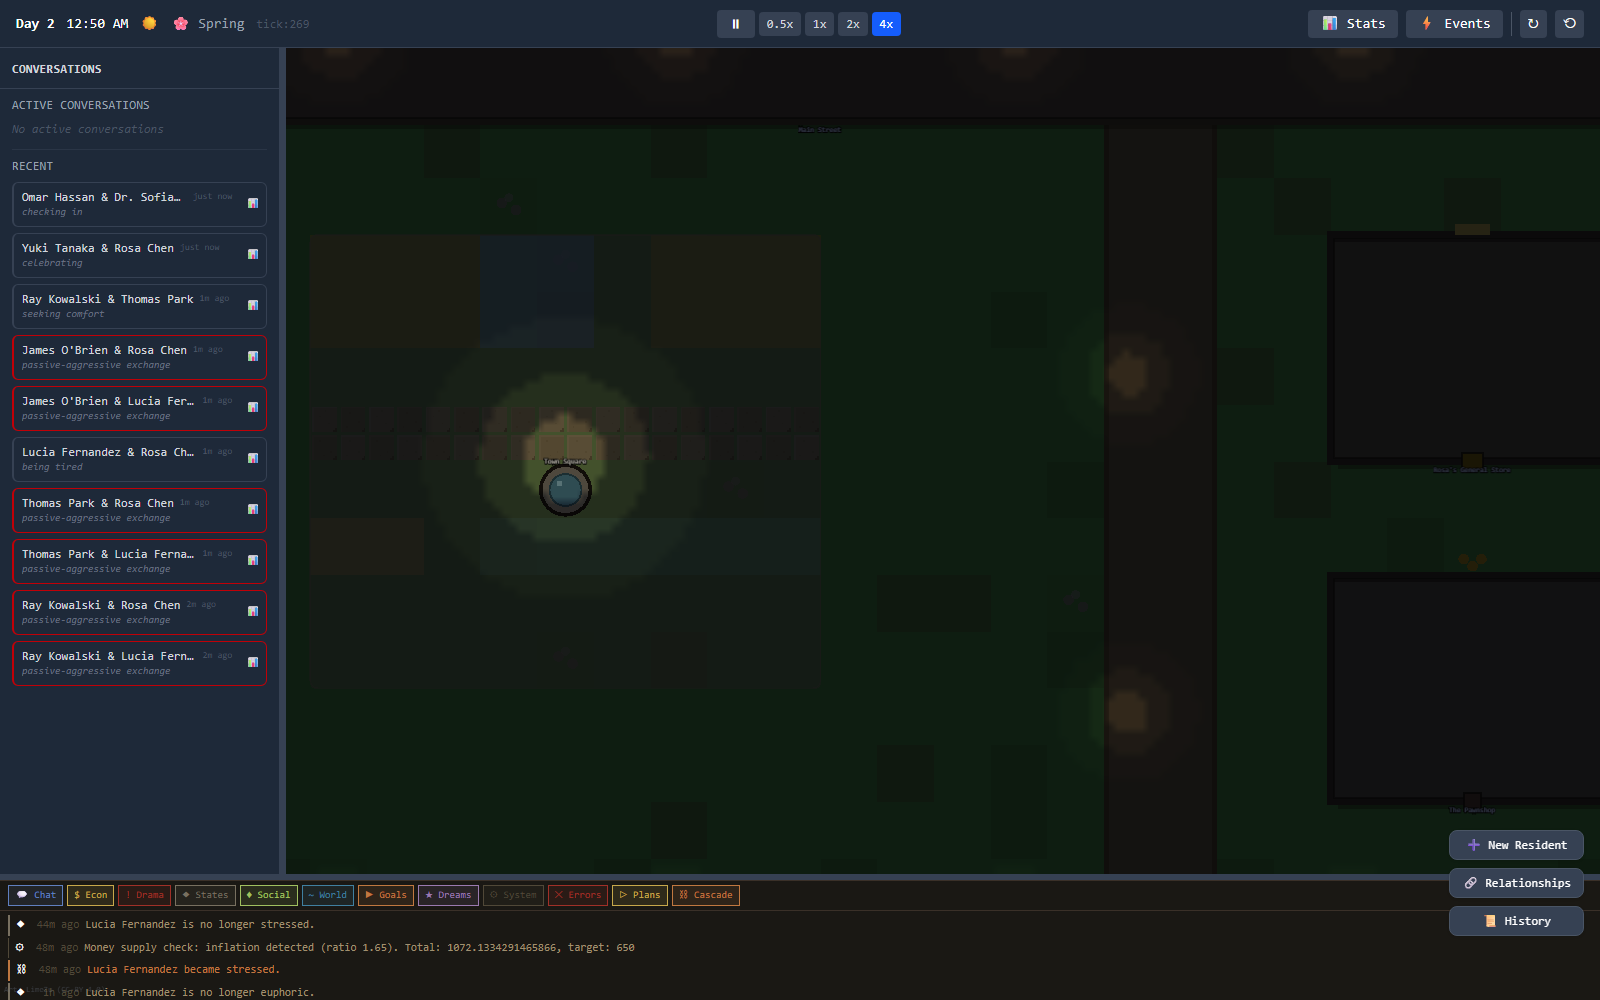 Day 2 12:50 AM Spring tick:269
0.5x 1x 2x 4x
Stats Events
CONVERSATIONS
ACTIVE CONVERSATIONS
No active conversations
RECENT
Omar Hassan & Dr. Sofia… just now
checking in
Yuki Tanaka & Rosa Chen just now
celebrating
Ray Kowalski & Thomas Park 1m ago
seeking comfort
James O'Brien & Rosa Chen 1m ago
passive-aggressive exchange
James O'Brien & Lucia Fer… 1m ago
passive-aggressive exchange
Lucia Fernandez & Rosa Ch… 1m ago
being tired
Thomas Park & Rosa Chen 1m ago
passive-aggressive exchange
Thomas Park & Lucia Ferna… 1m ago
passive-aggressive exchange
Ray Kowalski & Rosa Chen 2m ago
passive-aggressive exchange
Ray Kowalski & Lucia Fern… 2m ago
passive-aggressive exchange
Main Street
Town Square
Rosa's General Store
New Resident
Relationships
History
Chat $ Econ ! Drama States Social ~ World Goals Dreams System Errors Plans Cascade
44m ago Lucia Fernandez is no longer stressed.
48m ago Money supply check: inflation detected (ratio 1.65). Total: 1072.1334291465866, target: 650
48m ago Lucia Fernandez became stressed.
1h ago Lucia Fernandez is no longer euphoric.